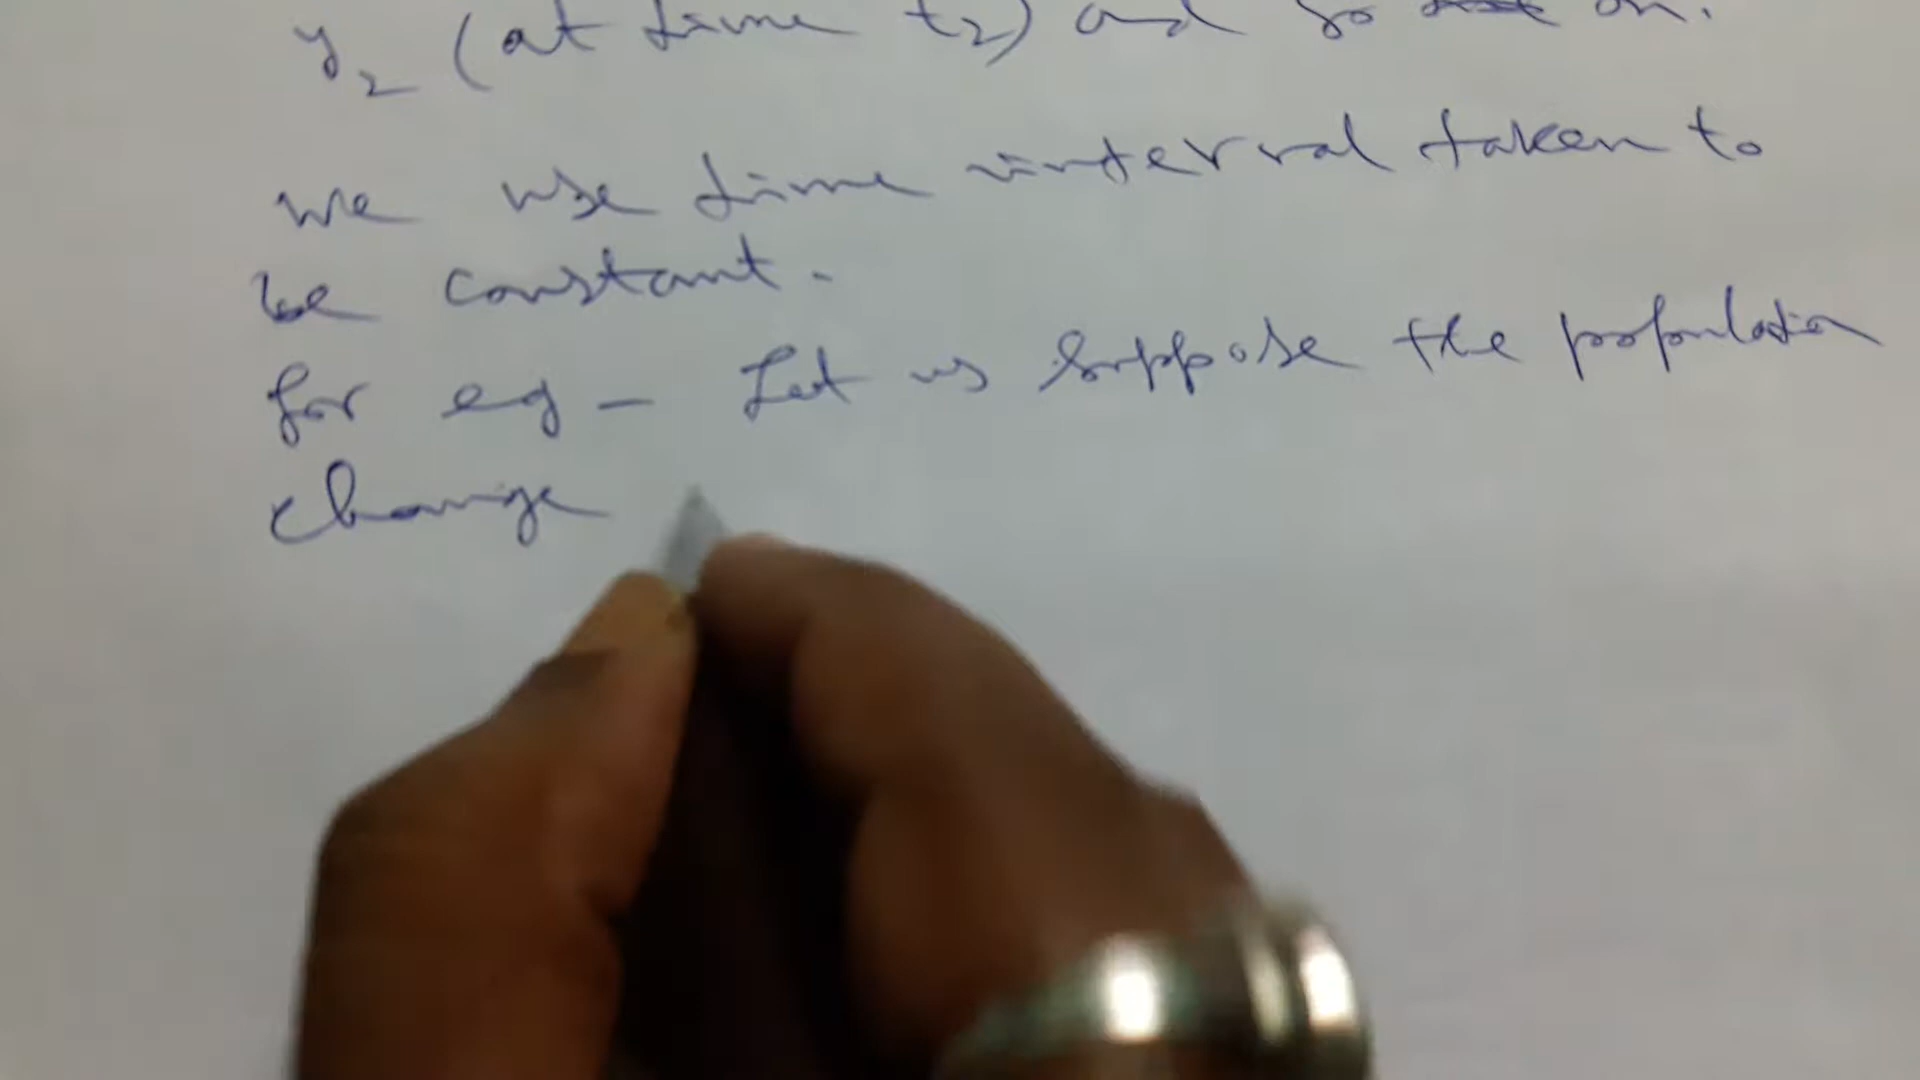 y2 (at time t2) and so on.
we use time interval taken to
be constant.
for eg - Let us suppose the population
change